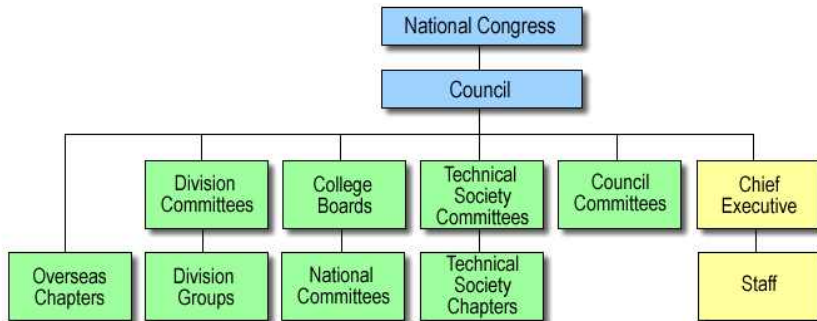 National Congress
Council
Division
Committees
College
Boards
Technical
Society
Committees
Council
Committees
Chief
Executive
Overseas
Chapters
Division
Groups
National
Committees
Technical
Society
Chapters
Staff